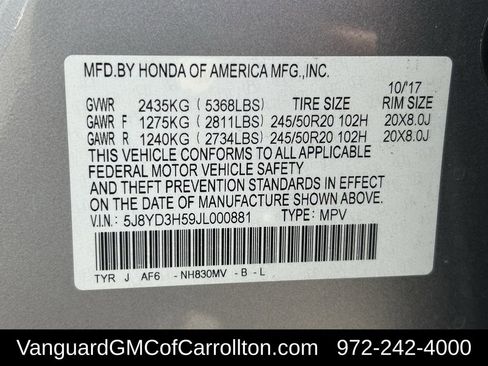 MFD.BY HONDA OF AMERICA MFG.,INC.
10/17
GVWR 2435KG ( 5368LBS) TIRE SIZE RIM SIZE
GAWR F 1275KG ( 2811LBS) 245/50R20 102H 20X8.0J
GAWR R 1240KG ( 2734LBS) 245/50R20 102H 20X8.0J
THIS VEHICLE CONFORMS TO ALL APPLICABLE
FEDERAL MOTOR VEHICLE SAFETY
AND THEFT PREVENTION STANDARDS IN EFFECT
ON THE DATE OF MANUFACTURE SHOWN ABOVE.
V.I.N.: 5J8YD3H59JL000881 TYPE: MPV
TYR J AF6 -NH830MV -B -L
VanguardGMCofCarrollton.com 972-242-4000